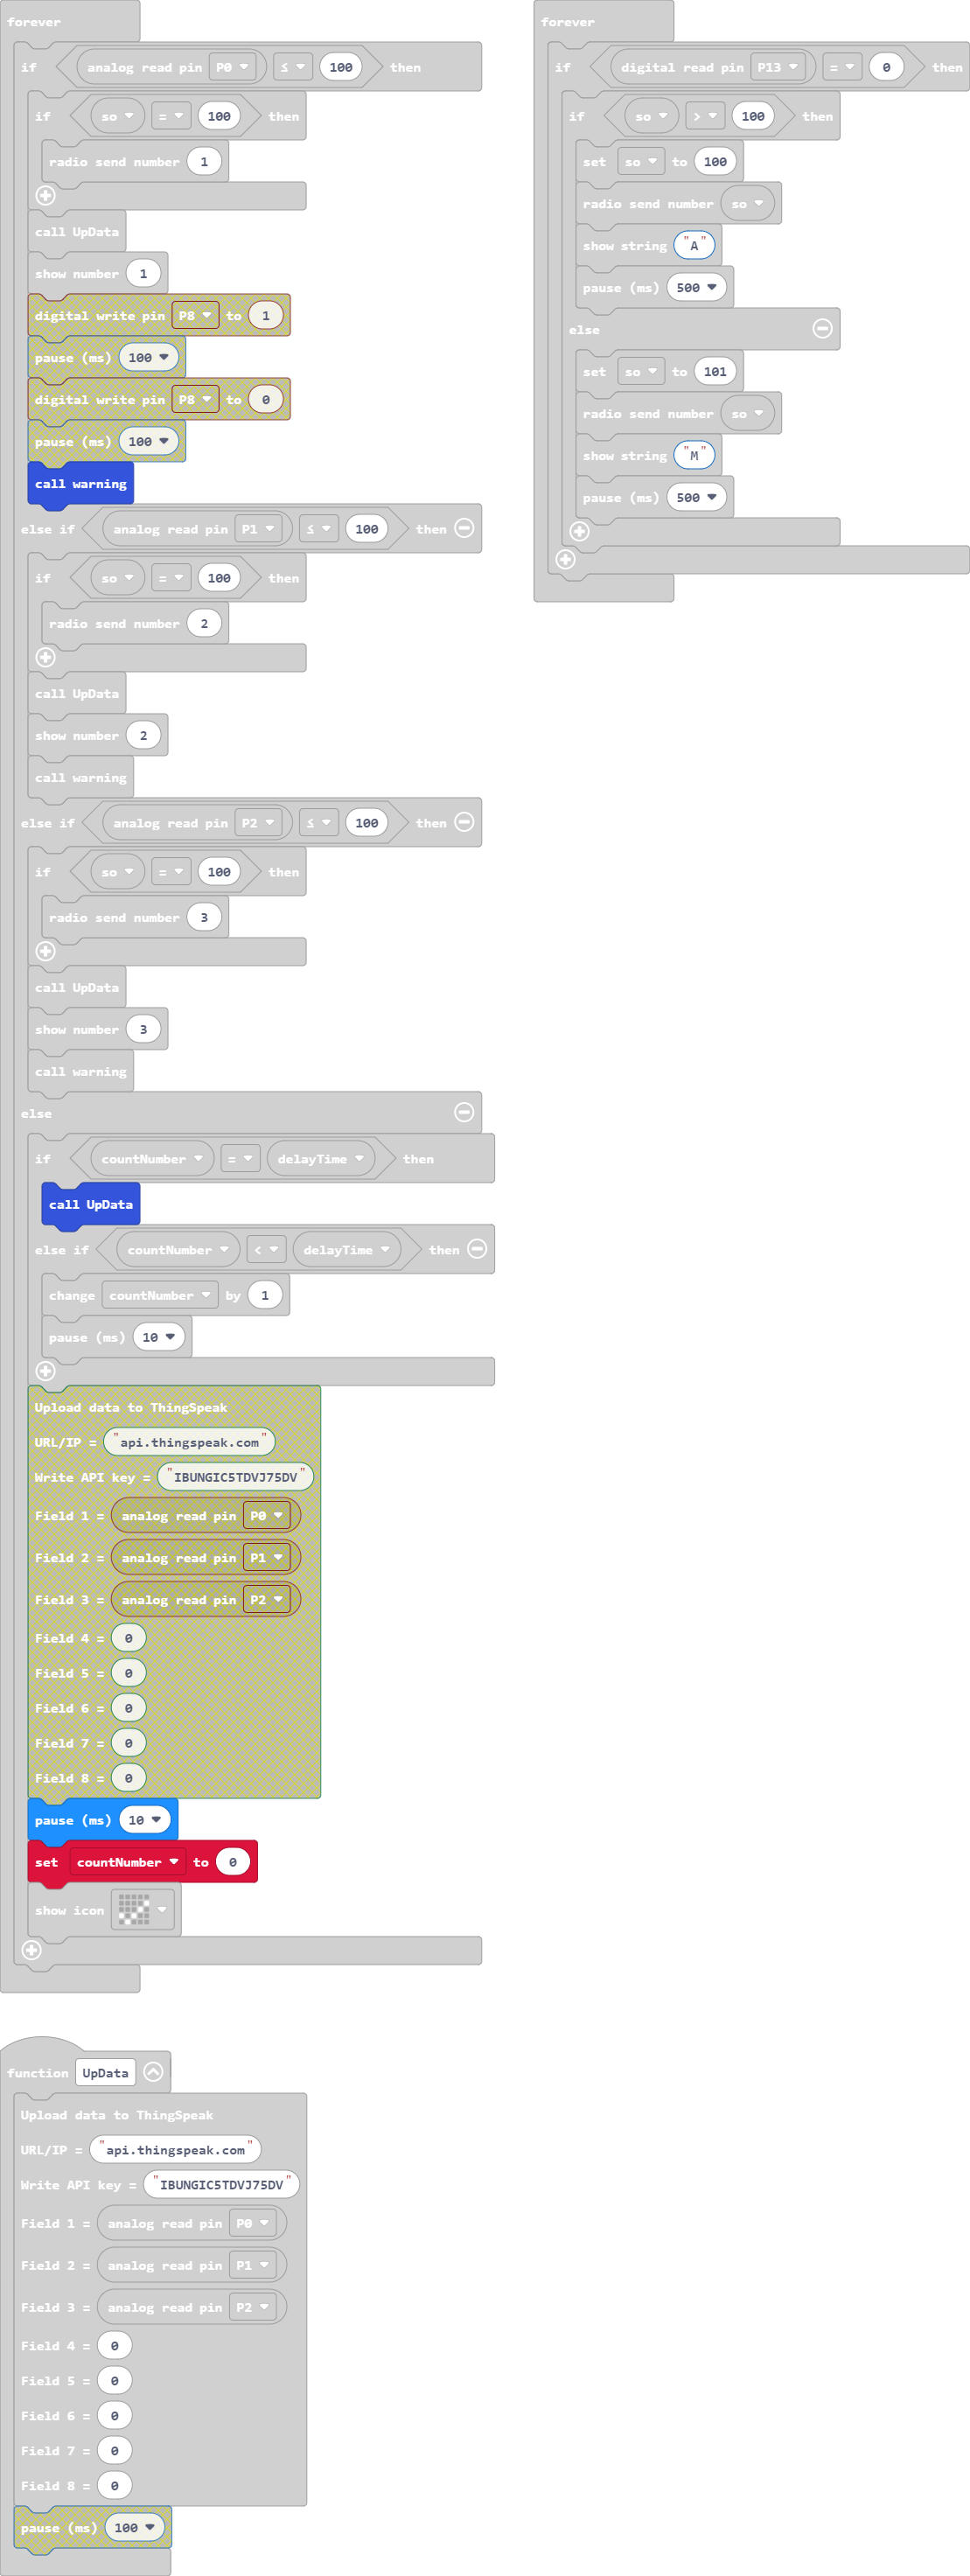 forever
if analog read pin P0 ≤ 100 then
if so = 100 then
radio send number 1
call UpData
show number 1
digital write pin P8 to 1
pause (ms) 100
digital write pin P8 to 0
pause (ms) 100
call warning
else if analog read pin P1 ≤ 100 then
if so = 100 then
radio send number 2
call UpData
show number 2
call warning
else if analog read pin P2 ≤ 100 then
if so = 100 then
radio send number 3
call UpData
show number 3
call warning
else
if countNumber = delayTime then
call UpData
else if countNumber < delayTime then
change countNumber by 1
pause (ms) 10
Upload data to ThingSpeak
URL/IP = "api.thingspeak.com"
Write API key = "IBUNGIC5TDVJ75DV"
Field 1 = analog read pin P0
Field 2 = analog read pin P1
Field 3 = analog read pin P2
Field 4 = 0
Field 5 = 0
Field 6 = 0
Field 7 = 0
Field 8 = 0
pause (ms) 10
set countNumber to 0
show icon
forever
if digital read pin P13 = 0 then
if so > 100 then
set so to 100
radio send number so
show string "A"
pause (ms) 500
else
set so to 101
radio send number so
show string "M"
pause (ms) 500
function UpData
Upload data to ThingSpeak
URL/IP = "api.thingspeak.com"
Write API key = "IBUNGIC5TDVJ75DV"
Field 1 = analog read pin P0
Field 2 = analog read pin P1
Field 3 = analog read pin P2
Field 4 = 0
Field 5 = 0
Field 6 = 0
Field 7 = 0
Field 8 = 0
pause (ms) 100